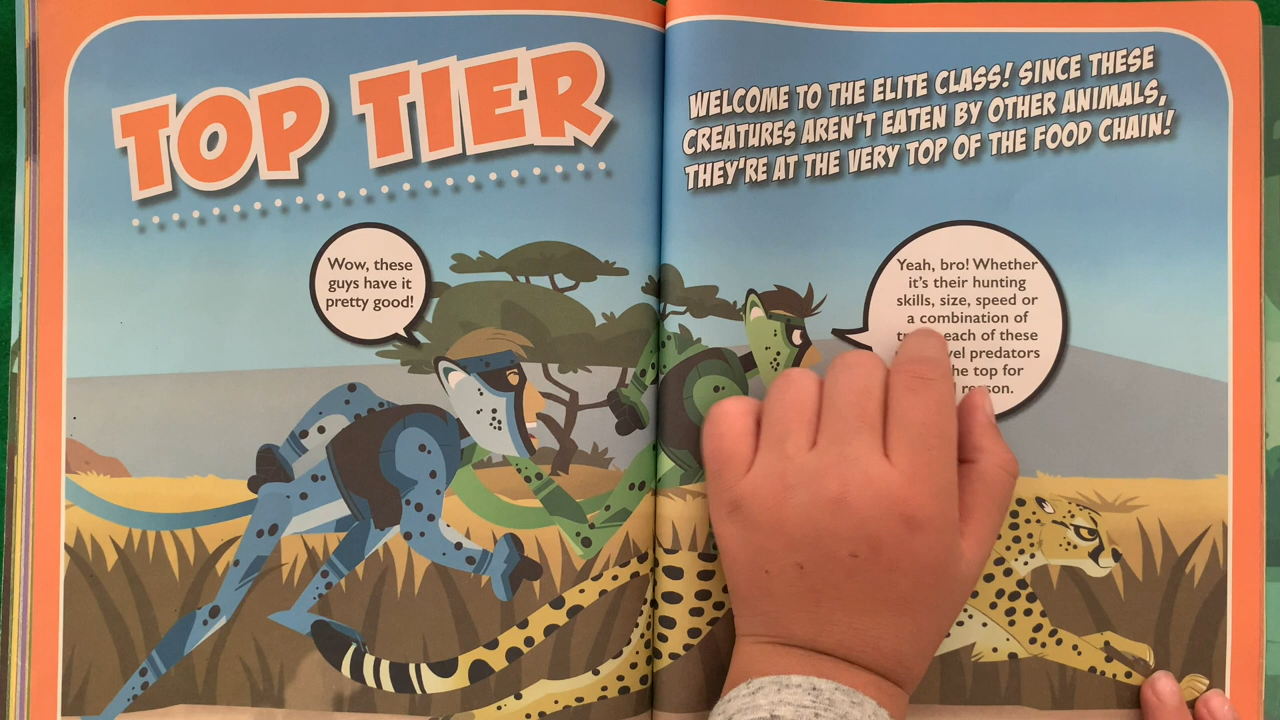 TOP TIER
WELCOME TO THE ELITE CLASS! SINCE THESE
CREATURES AREN'T EATEN BY OTHER ANIMALS,
THEY'RE AT THE VERY TOP OF THE FOOD CHAIN!
Wow, these
guys have it
pretty good!
Yeah, bro! Whether
it's their hunting
skills, size, speed or
a combination of
each of these
predators
top for
reason.